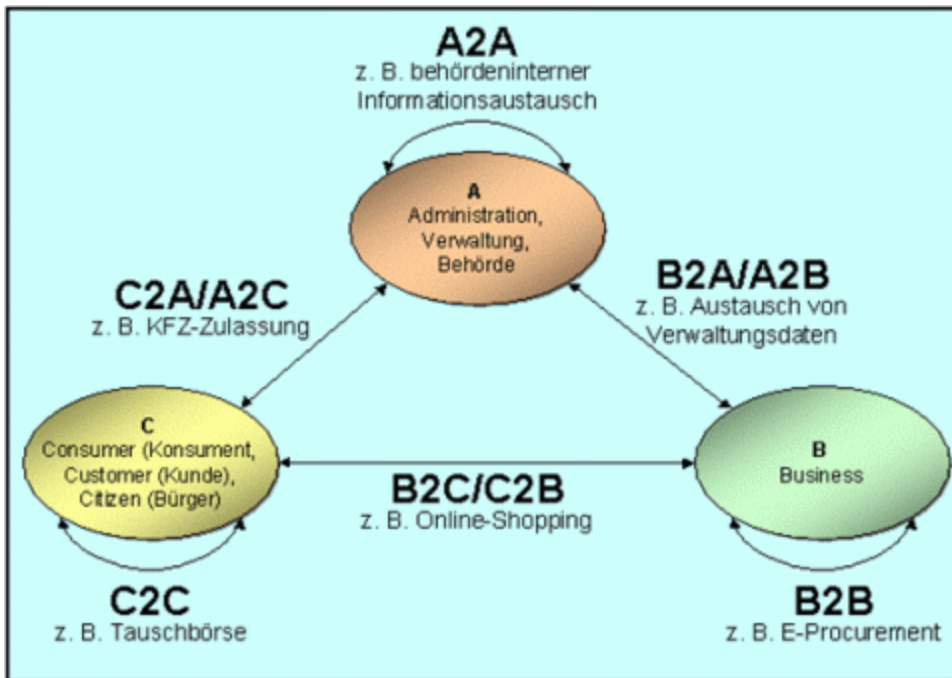 A2A
z. B. behördeninterner
Informationsaustausch
A
Administration,
Verwaltung,
Behörde
C2A/A2C
z. B. KFZ-Zulassung
B2A/A2B
z. B. Austausch von
Verwaltungsdaten
C
Consumer (Konsument,
Customer (Kunde),
Citizen (Bürger)
B
Business
B2C/C2B
z. B. Online-Shopping
C2C
z. B. Tauschbörse
B2B
z. B. E-Procurement